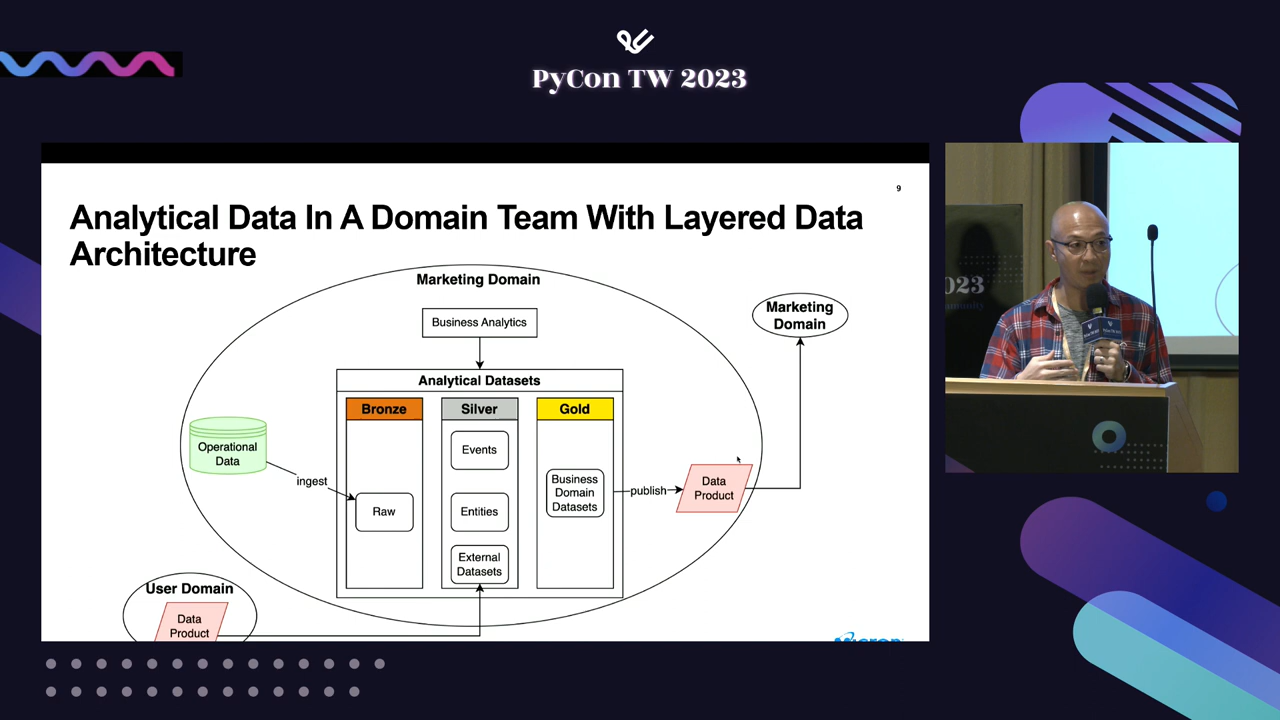 PyCon TW 2023
9
Analytical Data In A Domain Team With Layered Data
Architecture
Marketing Domain
Business Analytics
Analytical Datasets
Bronze
Silver
Gold
Operational
Data
ingest
Raw
Events
Entities
External
Datasets
Business
Domain
Datasets
publish
Data
Product
Marketing
Domain
User Domain
Data
Product
Micron
023